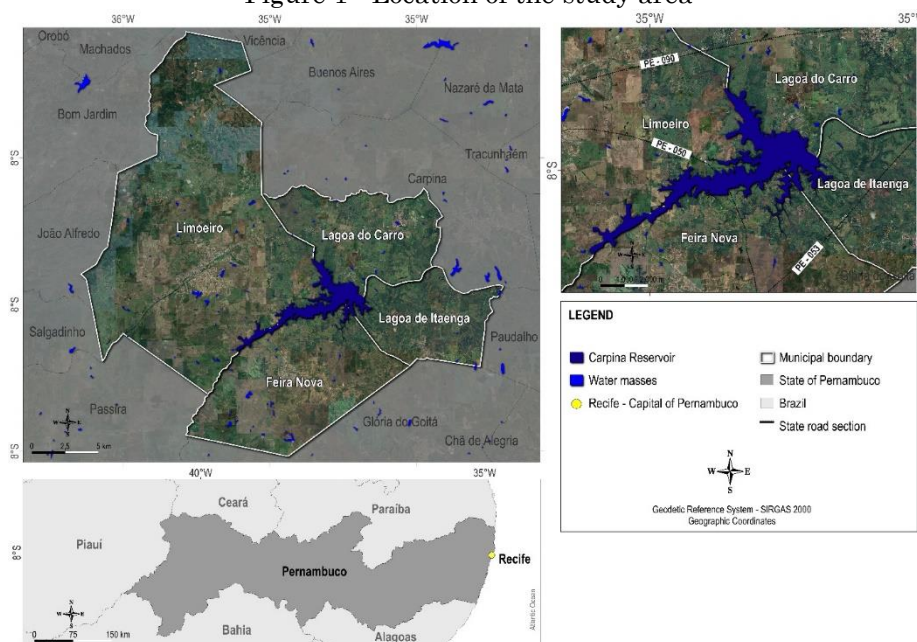 Figure 1 - Location of the study area
36°W 36°W 35°W
Orobó
Machados
Vicência
Buenos Aires
Bom Jardim
Nazaré da Mata
Tracunhaém
8°S
Carpina
João Alfredo
Limoeiro
Lagoa do Carro
8°S
Salgadinho
Lagoa de Itaenga
Paudalho
Feira Nova
Passira
Glória do Goitá
Chã de Alegria
N
W E
S
0 2,5 5 km
8°S
35°W 35°W
PE - 090
Lagoa do Carro
Limoeiro
PE - 050
8°S
Lagoa de Itaenga
Feira Nova
PE - 053
N
W E
S
LEGEND
Carpina Reservoir
Water masses
Recife - Capital of Pernambuco
Municipal boundary
State of Pernambuco
Brazil
State road section
N
W E
S
Geodetic Reference System - SIRGAS 2000
Geographic Coordinates
40°W 35°W
Ceará
Paraíba
Piauí
8°S
Recife
Pernambuco
N
W E
S
Bahia
Alagoas
Atlantic Ocean
0 75 150 km